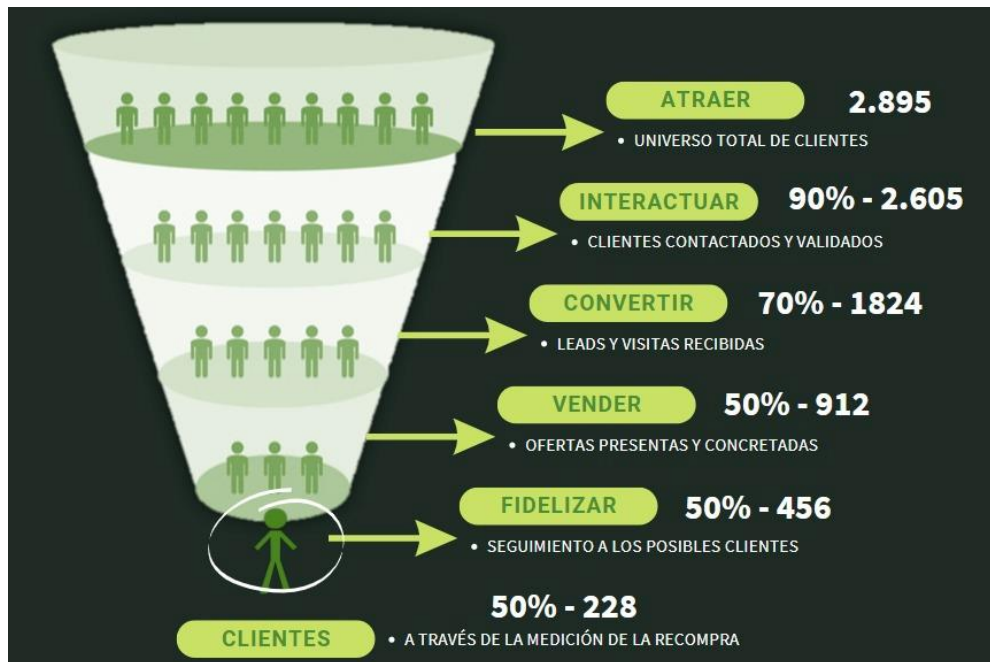 ATRAER 2.895
• UNIVERSO TOTAL DE CLIENTES
INTERACTUAR 90% - 2.605
• CLIENTES CONTACTADOS Y VALIDADOS
CONVERTIR 70% - 1824
• LEADS Y VISITAS RECIBIDAS
VENDER 50% - 912
• OFERTAS PRESENTAS Y CONCRETADAS
FIDELIZAR 50% - 456
• SEGUIMIENTO A LOS POSIBLES CLIENTES
50% - 228
CLIENTES • A TRAVÉS DE LA MEDICIÓN DE LA RECOMPRA